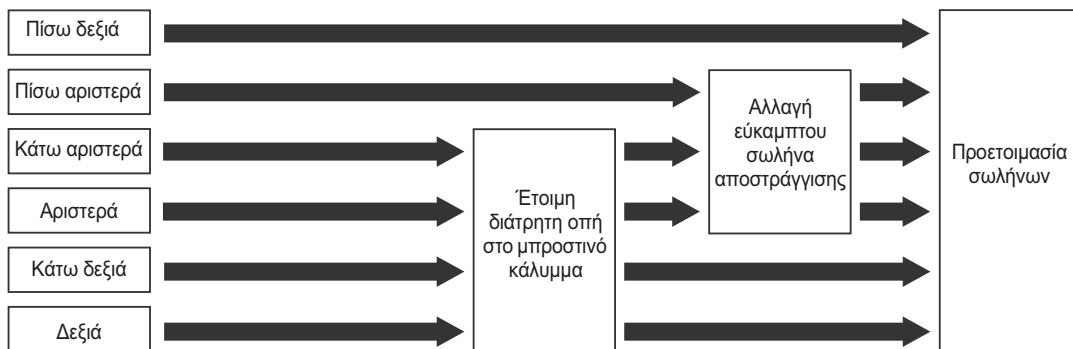 Πίσω δεξιά
Πίσω αριστερά
Κάτω αριστερά
Αριστερά
Κάτω δεξιά
Δεξιά
Έτοιμη
διάτρητη οπή
στο μπροστινό
κάλυμμα
Αλλαγή
εύκαμπτου
σωλήνα
αποστράγγισης
Προετοιμασία
σωλήνων